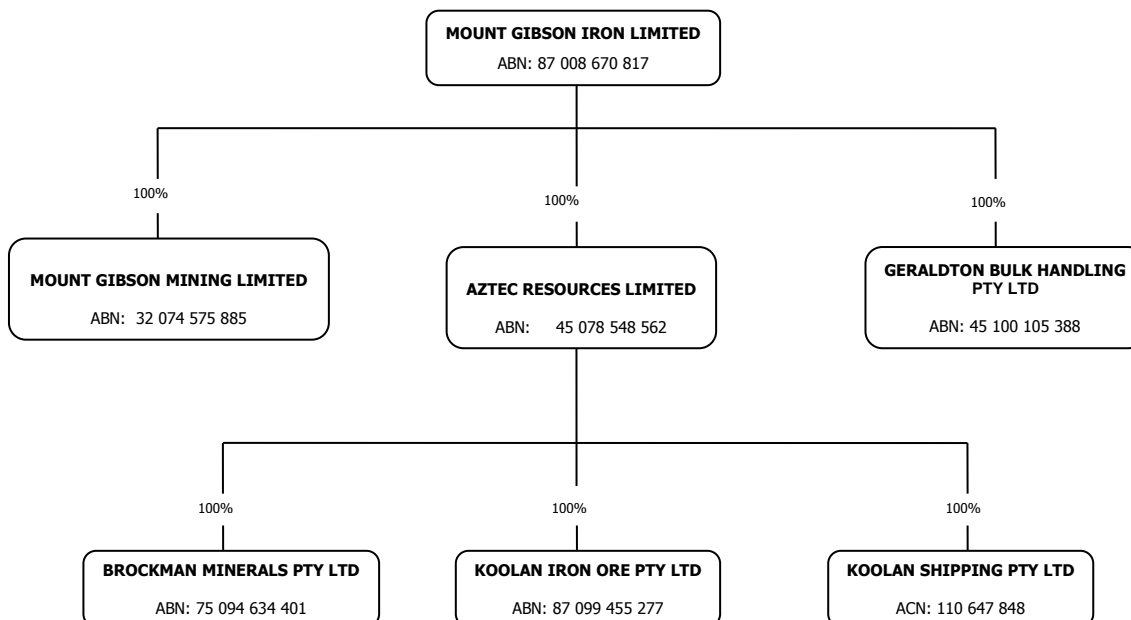 MOUNT GIBSON IRON LIMITED
ABN: 87 008 670 817
100%
100%
100%
MOUNT GIBSON MINING LIMITED
ABN: 32 074 575 885
AZTEC RESOURCES LIMITED
ABN: 45 078 548 562
GERALDTON BULK HANDLING
PTY LTD
ABN: 45 100 105 388
100%
100%
100%
BROCKMAN MINERALS PTY LTD
ABN: 75 094 634 401
KOOLAN IRON ORE PTY LTD
ABN: 87 099 455 277
KOOLAN SHIPPING PTY LTD
ACN: 110 647 848